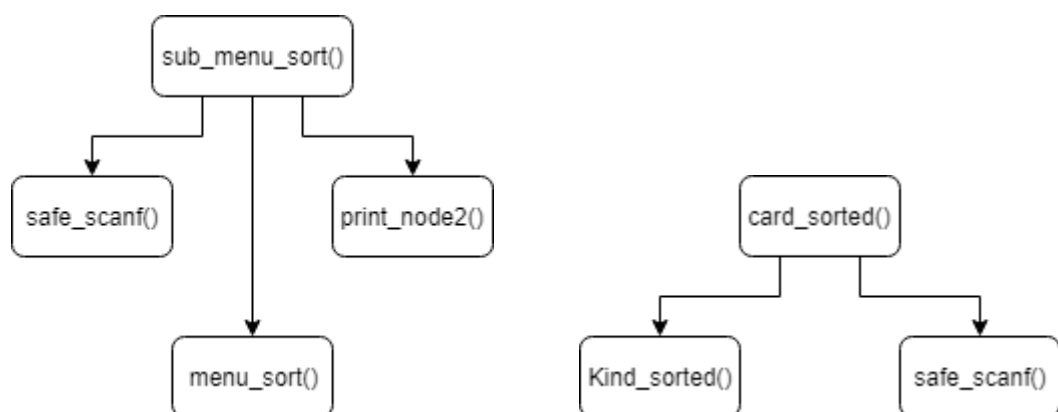 sub_menu_sort()
safe_scanf()
print_node2()
card_sorted()
menu_sort()
Kind_sorted()
safe_scanf()